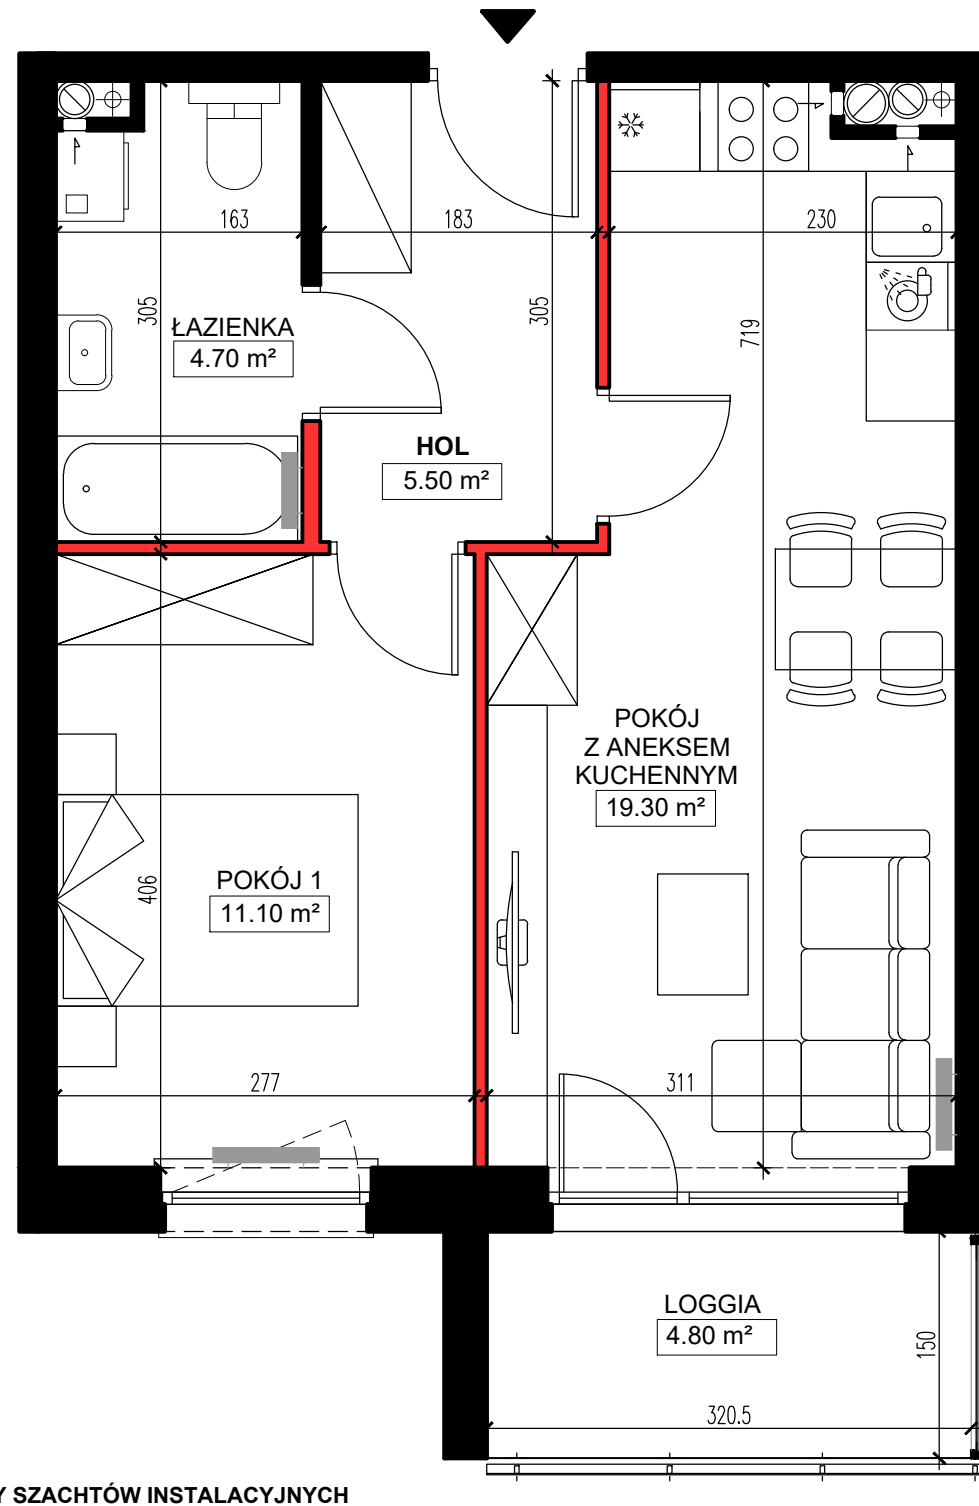 163
183
230
305
305
719
ŁAZIENKA
4.70 m²
HOL
5.50 m²
POKÓJ
Z ANEKSEM
KUCHENNYM
19.30 m²
406
POKÓJ 1
11.10 m²
277
311
LOGGIA
4.80 m²
150
320.5
Y SZACHTÓW INSTALACYJNYCH